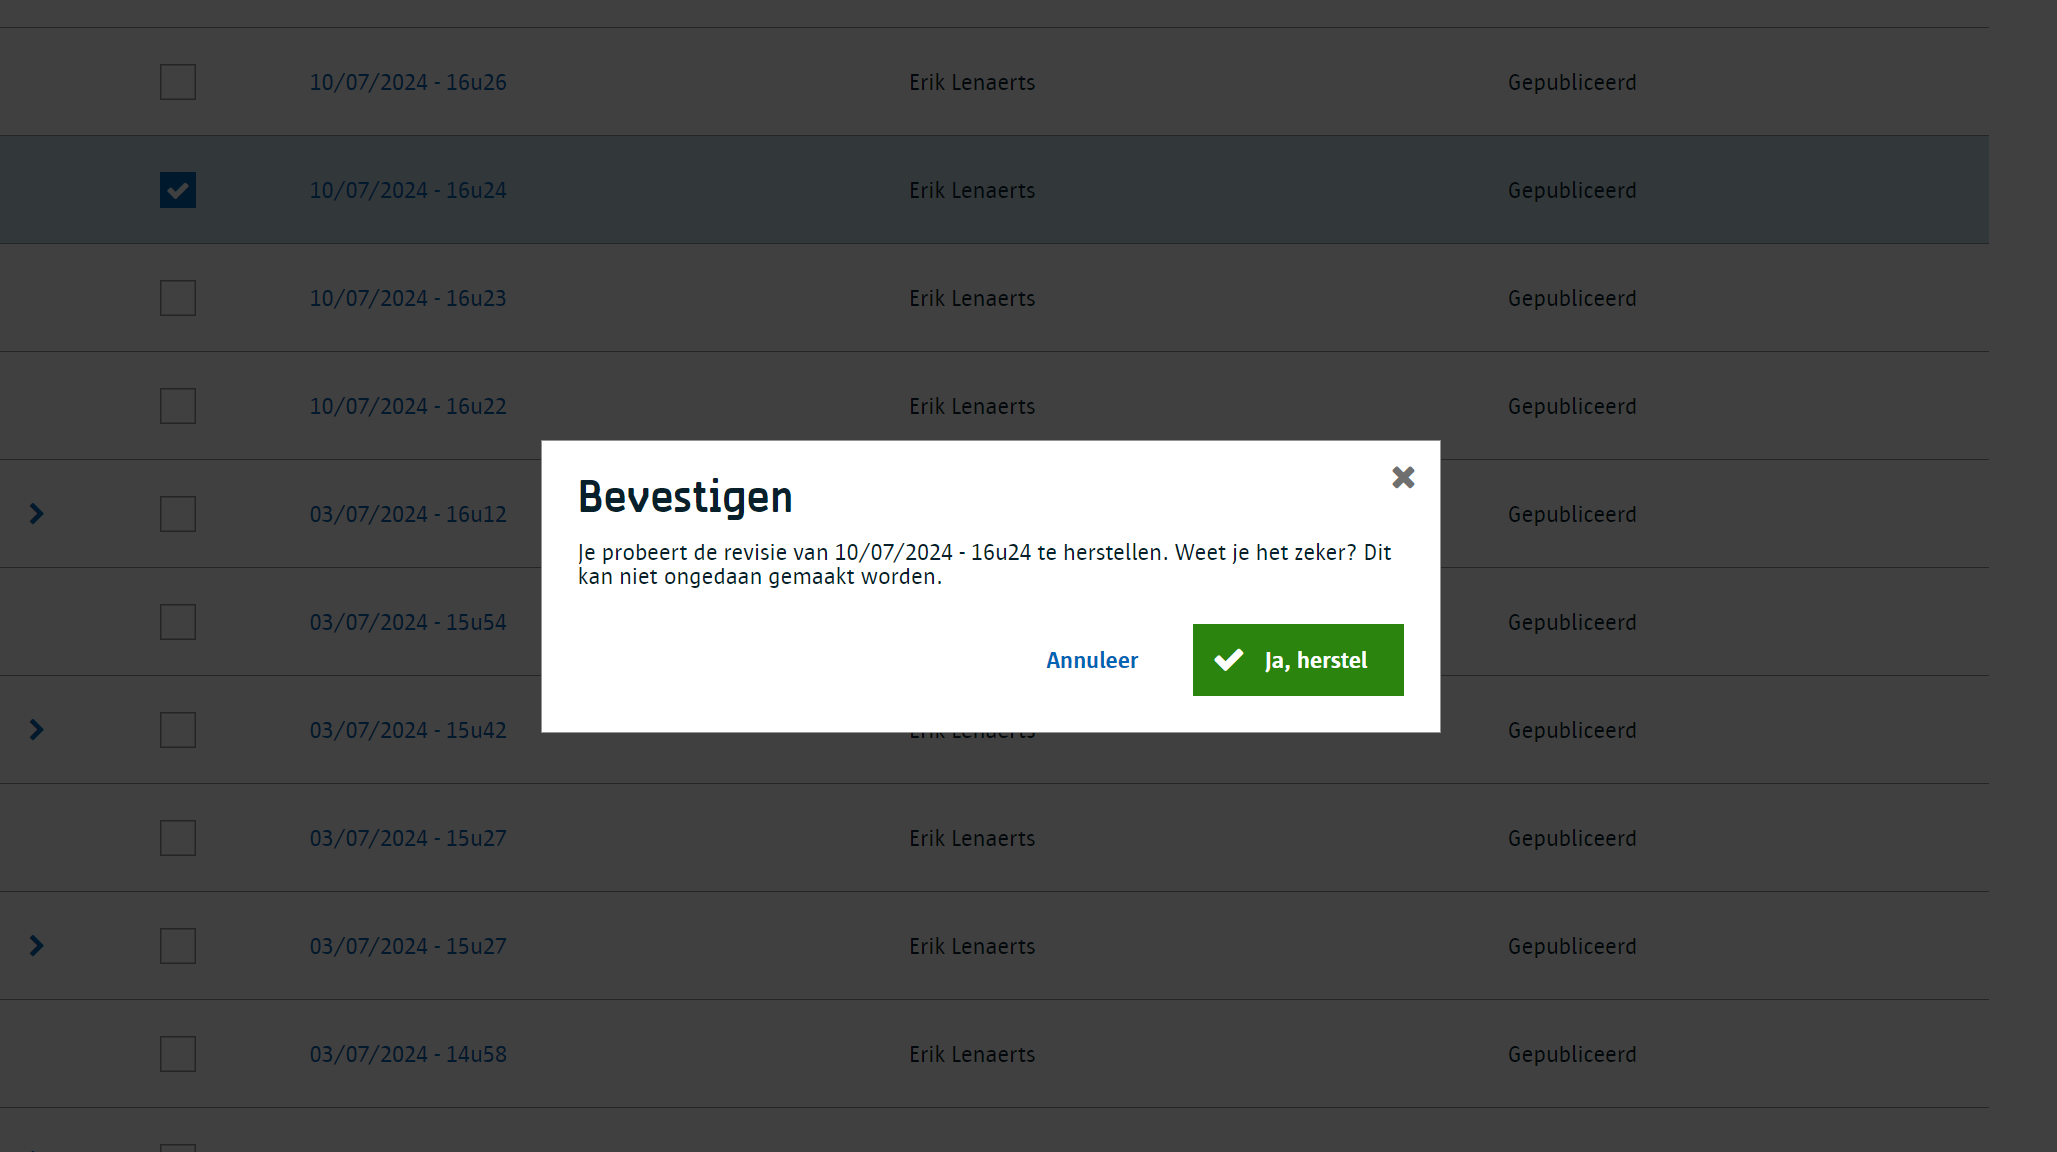 10/07/2024 - 16u26 Erik Lenaerts Gepubliceerd
10/07/2024 - 16u24 Erik Lenaerts Gepubliceerd
10/07/2024 - 16u23 Erik Lenaerts Gepubliceerd
10/07/2024 - 16u22 Erik Lenaerts Gepubliceerd
03/07/2024 - 16u12 Gepubliceerd
Bevestigen
Je probeert de revisie van 10/07/2024 - 16u24 te herstellen. Weet je het zeker? Dit
kan niet ongedaan gemaakt worden.
03/07/2024 - 15u54 Gepubliceerd
Annuleer
Ja, herstel
03/07/2024 - 15u42 Gepubliceerd
03/07/2024 - 15u27 Erik Lenaerts Gepubliceerd
03/07/2024 - 15u27 Erik Lenaerts Gepubliceerd
03/07/2024 - 14u58 Erik Lenaerts Gepubliceerd